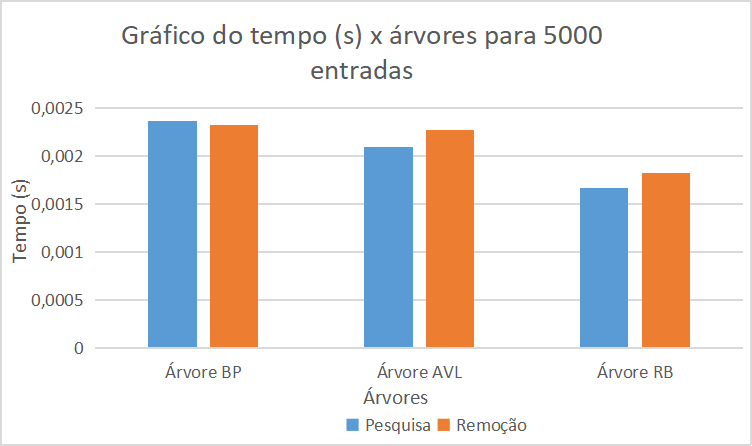 Gráfico do tempo (s) x árvores para 5000
entradas
0,0025
0,002
0,0015
0,001
0,0005
0
Tempo (s)
Árvore BP
Árvore AVL
Árvore RB
Árvores
Pesquisa
Remoção